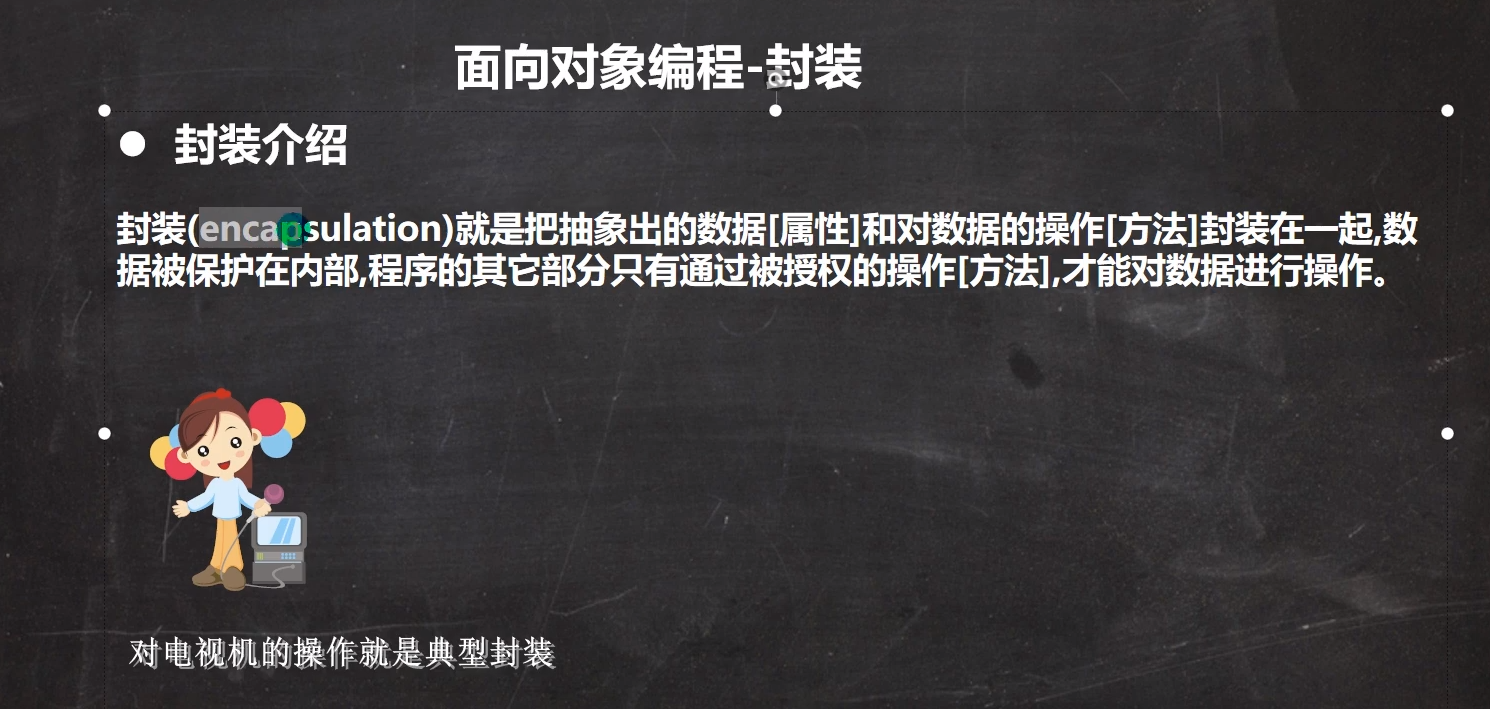 面向对象编程-封装
● 封装介绍
封装(encapsulation)就是把抽象出的数据[属性]和对数据的操作[方法]封装在一起,数
据被保护在内部,程序的其它部分只有通过被授权的操作[方法],才能对数据进行操作。
对电视机的操作就是典型封装